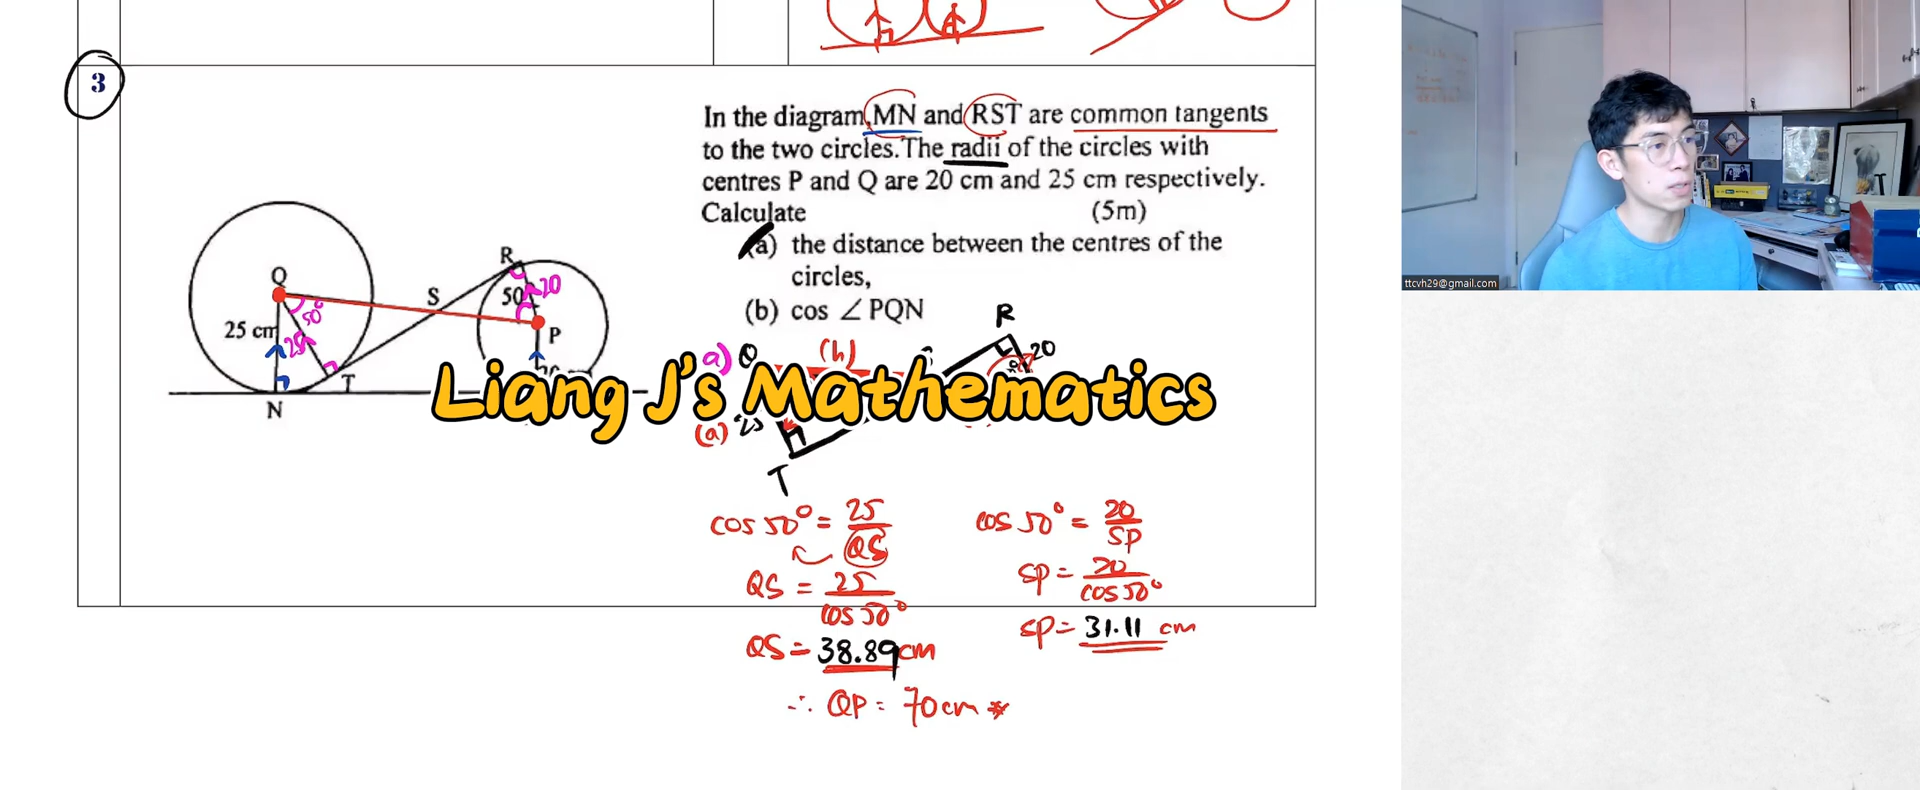 3
In the diagram, MN and RST are common tangents
to the two circles. The radii of the circles with
centres P and Q are 20 cm and 25 cm respectively.
Calculate (5m)
(a) the distance between the centres of the
circles,
(b) cos ∠PQN
Q
R
S
50
20
50°
25 cm
25
P
T
N
R
20
a) Q
(h)
Liang J's Mathematics
(a) 25
T
cos 50° = 25/QS
QS = 25/cos 50°
QS = 38.89 cm
∴ QP = 70 cm *
cos 50° = 20/SP
SP = 20/cos 50°
SP = 31.11 cm
ttcvh29@gmail.com